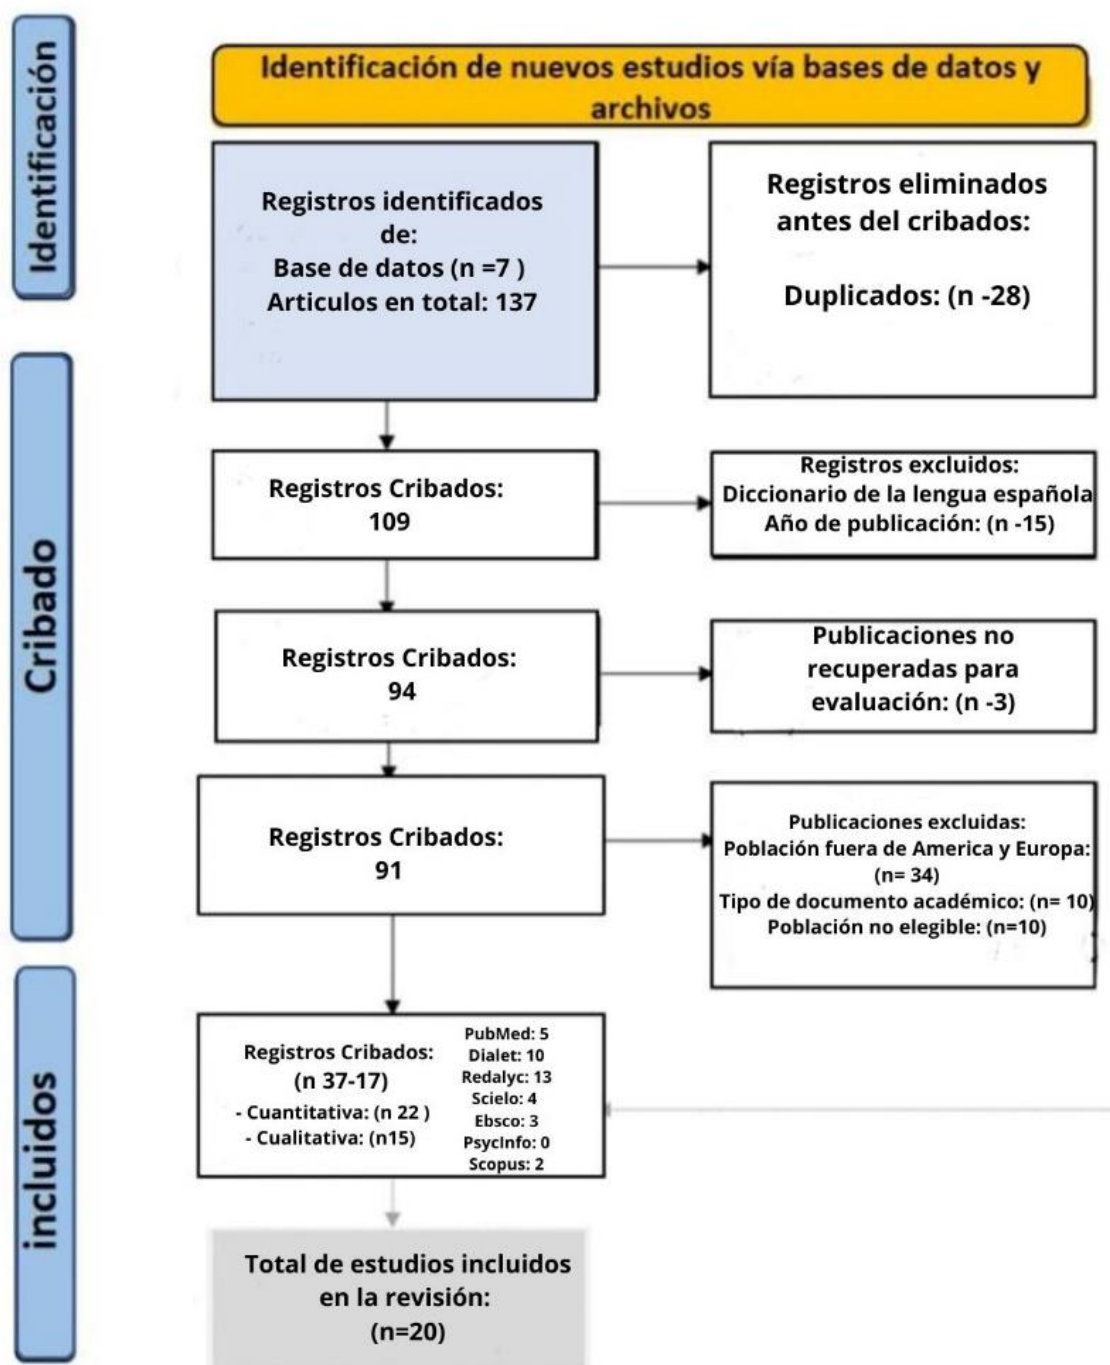 Identificación
Identificación de nuevos estudios vía bases de datos y
archivos
Registros identificados
de:
Base de datos (n =7 )
Articulos en total: 137
Registros eliminados
antes del cribados:
Duplicados: (n -28)
Cribado
Registros Cribados:
109
Registros excluidos:
Diccionario de la lengua española
Año de publicación: (n -15)
Registros Cribados:
94
Publicaciones no
recuperadas para
evaluación: (n -3)
Registros Cribados:
91
Publicaciones excluidas:
Población fuera de America y Europa:
(n= 34)
Tipo de documento académico: (n= 10)
Población no elegible: (n=10)
incluidos
Registros Cribados:
(n 37-17)
- Cuantitativa: (n 22 )
- Cualitativa: (n15)
PubMed: 5
Dialet: 10
Redalyc: 13
Scielo: 4
Ebsco: 3
PsycInfo: 0
Scopus: 2
Total de estudios incluidos
en la revisión:
(n=20)